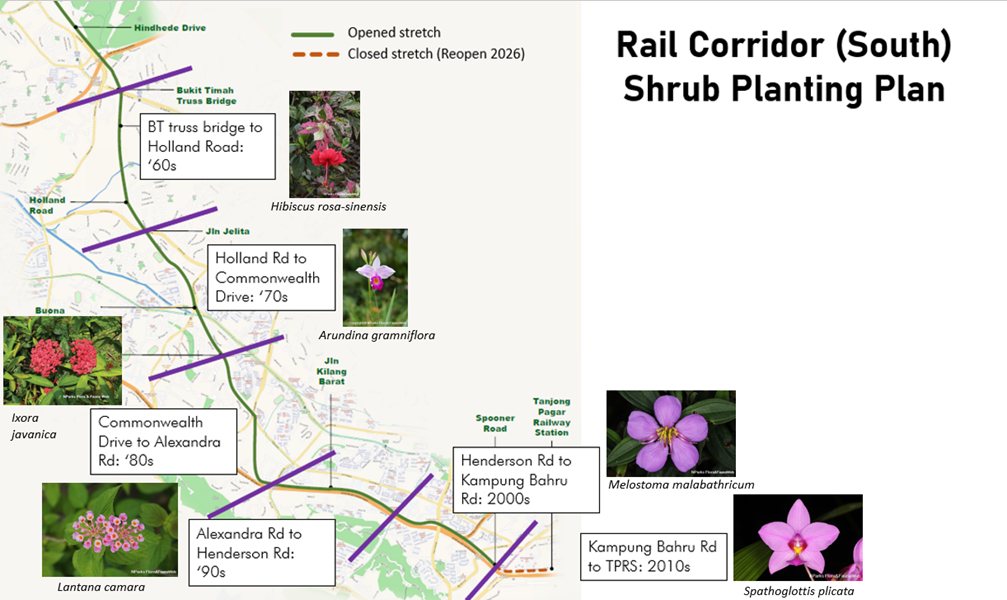 Rail Corridor (South)
Shrub Planting Plan
Opened stretch
Closed stretch (Reopen 2026)
Hindhede Drive
Bukit Timah
Truss Bridge
BT truss bridge to
Holland Road:
‘60s
Hibiscus rosa-sinensis
Holland
Road
Jln Jelita
Holland Rd to
Commonwealth
Drive: ‘70s
Arundina gramniflora
Buona
Ixora
javanica
Jln
Kilang
Barat
Commonwealth
Drive to Alexandra
Rd: ‘80s
Spooner
Road
Tanjong
Pagar
Railway
Station
Henderson Rd to
Kampung Bahru
Rd: 2000s
Melostoma malabathricum
Lantana camara
Alexandra Rd to
Henderson Rd:
‘90s
Kampung Bahru Rd
to TPRS: 2010s
Spathoglottis plicata